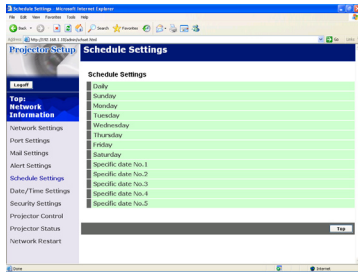 Schedule Settings - Microsoft Internet Explorer
File Edit View Favorites Tools Help
Back Search Favorites
Go Links
Projector Setup
Schedule Settings
Logoff
Top:
Network
Information
Network Settings
Port Settings
Mail Settings
Alert Settings
Schedule Settings
Date/Time Settings
Security Settings
Projector Control
Projector Status
Network Restart
Schedule Settings
Daily
Sunday
Monday
Tuesday
Wednesday
Thursday
Friday
Saturday
Specific date No.1
Specific date No.2
Specific date No.3
Specific date No.4
Specific date No.5
Top
Done
Internet